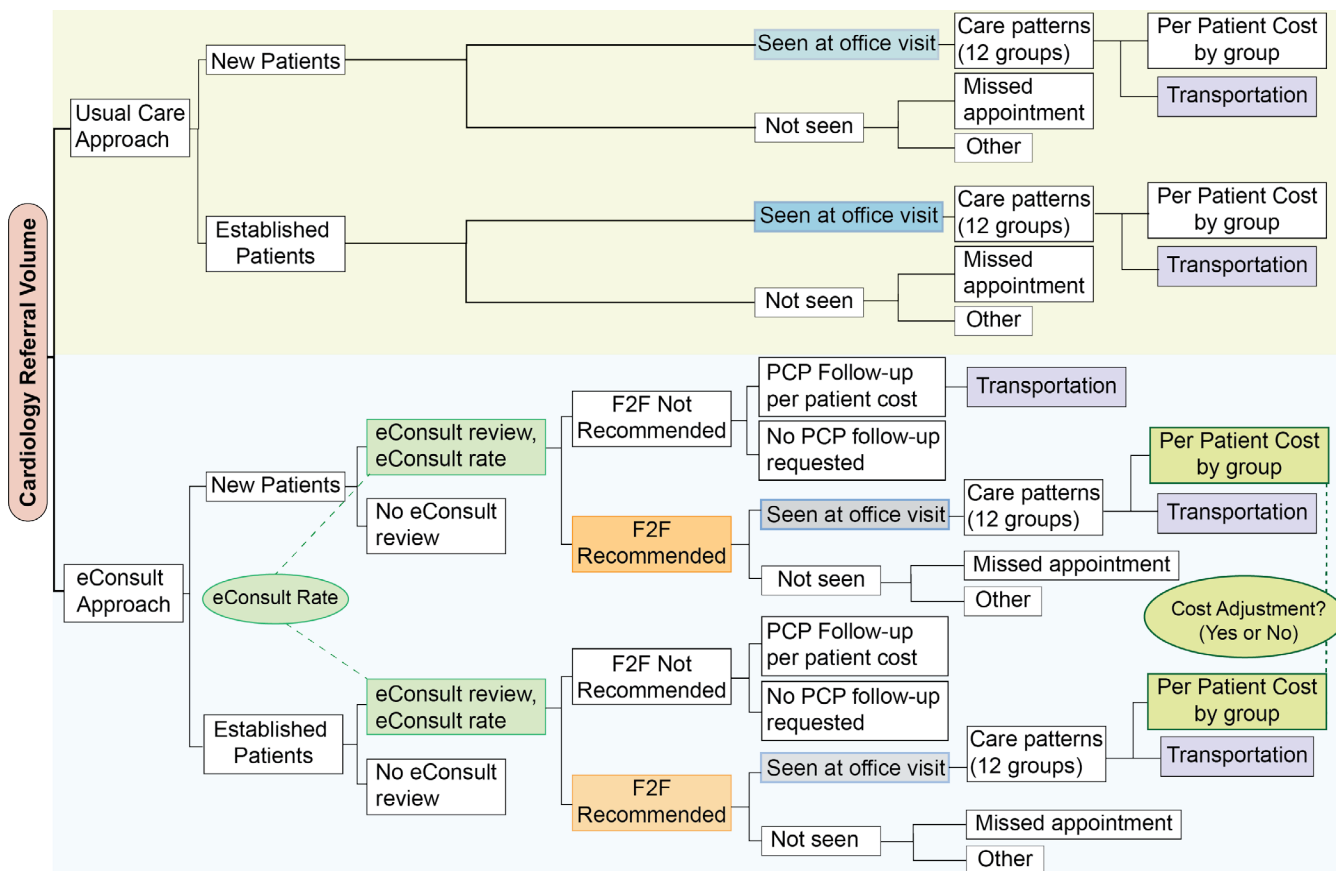 Cardiology Referral Volume
Usual Care
Approach
New Patients
Seen at office visit
Care patterns
(12 groups)
Per Patient Cost
by group
Transportation
Not seen
Missed
appointment
Other
Established
Patients
Seen at office visit
Care patterns
(12 groups)
Per Patient Cost
by group
Transportation
Not seen
Missed
appointment
Other
eConsult
Approach
New Patients
eConsult review,
eConsult rate
F2F Not
Recommended
PCP Follow-up
per patient cost
Transportation
No PCP follow-up
requested
F2F
Recommended
Seen at office visit
Care patterns
(12 groups)
Per Patient Cost
by group
Transportation
Not seen
Missed appointment
Other
No eConsult
review
eConsult Rate
Cost Adjustment?
(Yes or No)
Established
Patients
eConsult review,
eConsult rate
F2F Not
Recommended
PCP Follow-up
per patient cost
No PCP follow-up
requested
F2F
Recommended
Seen at office visit
Care patterns
(12 groups)
Per Patient Cost
by group
Transportation
Not seen
Missed appointment
Other
No eConsult
review